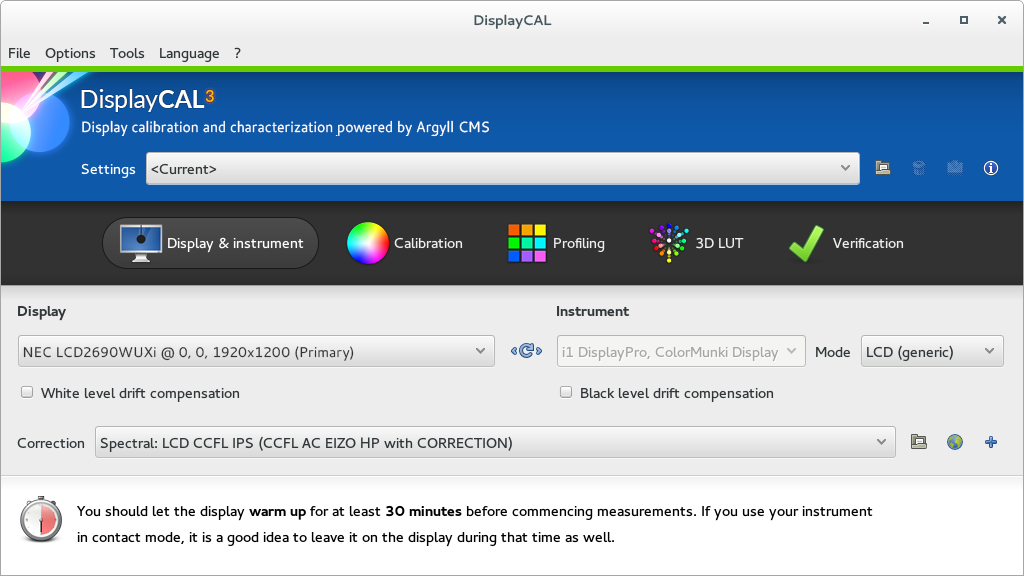 DisplayCAL
File Options Tools Language ?
DisplayCAL3
Display calibration and characterization powered by Argyll CMS
Settings <Current>
Display & instrument Calibration Profiling 3D LUT Verification
Display Instrument
NEC LCD2690WUXi @ 0, 0, 1920x1200 (Primary) i1 DisplayPro, ColorMunki Display Mode LCD (generic)
White level drift compensation Black level drift compensation
Correction Spectral: LCD CCFL IPS (CCFL AC EIZO HP with CORRECTION)
You should let the display warm up for at least 30 minutes before commencing measurements. If you use your instrument
in contact mode, it is a good idea to leave it on the display during that time as well.